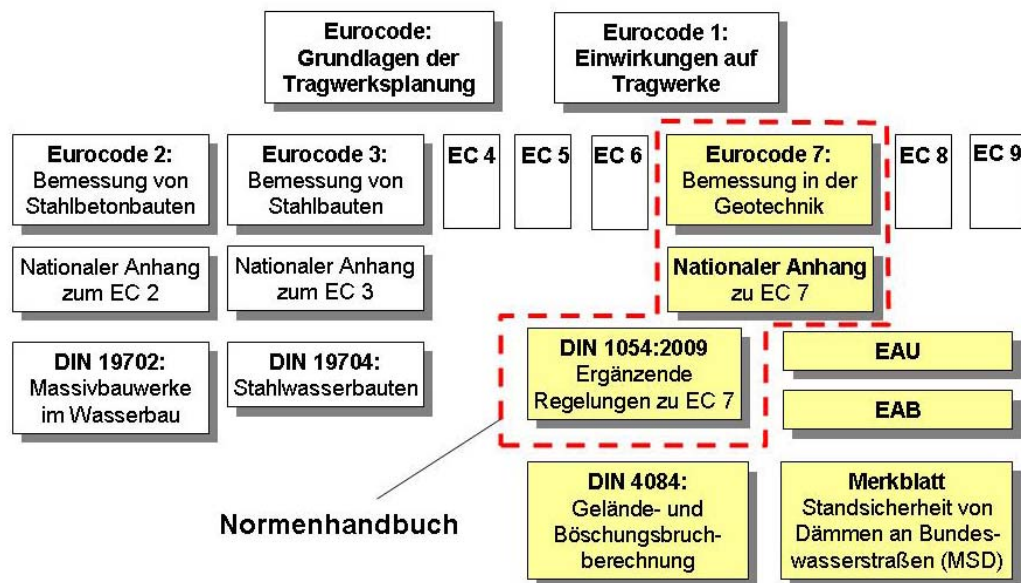 Eurocode:
Grundlagen der
Tragwerksplanung
Eurocode 1:
Einwirkungen auf
Tragwerke
Eurocode 2:
Bemessung von
Stahlbetonbauten
Eurocode 3:
Bemessung von
Stahlbauten
EC 4
EC 5
EC 6
Eurocode 7:
Bemessung in der
Geotechnik
EC 8
EC 9
Nationaler Anhang
zum EC 2
Nationaler Anhang
zum EC 3
Nationaler Anhang
zu EC 7
DIN 19702:
Massivbauwerke
im Wasserbau
DIN 19704:
Stahlwasserbauten
DIN 1054:2009
Ergänzende
Regelungen zu EC 7
EAU
EAB
Normenhandbuch
DIN 4084:
Gelände- und
Böschungsbruch-
berechnung
Merkblatt
Standsicherheit von
Dämmen an Bundes-
wasserstraßen (MSD)